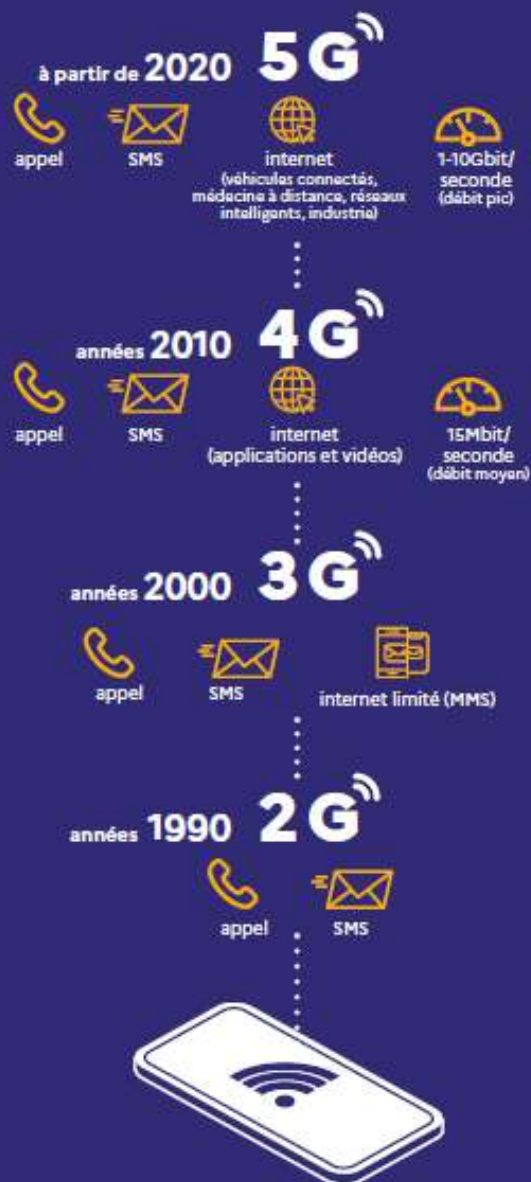 à partir de 2020 5G
appel
SMS
internet
(véhicules connectés,
médecine à distance, réseaux
intelligents, industrie)
1-10Gbit/
seconde
(débit pic)
années 2010 4G
appel
SMS
internet
(applications et vidéos)
15Mbit/
seconde
(débit moyen)
années 2000 3G
appel
SMS
internet limité (MMS)
années 1990 2G
appel
SMS